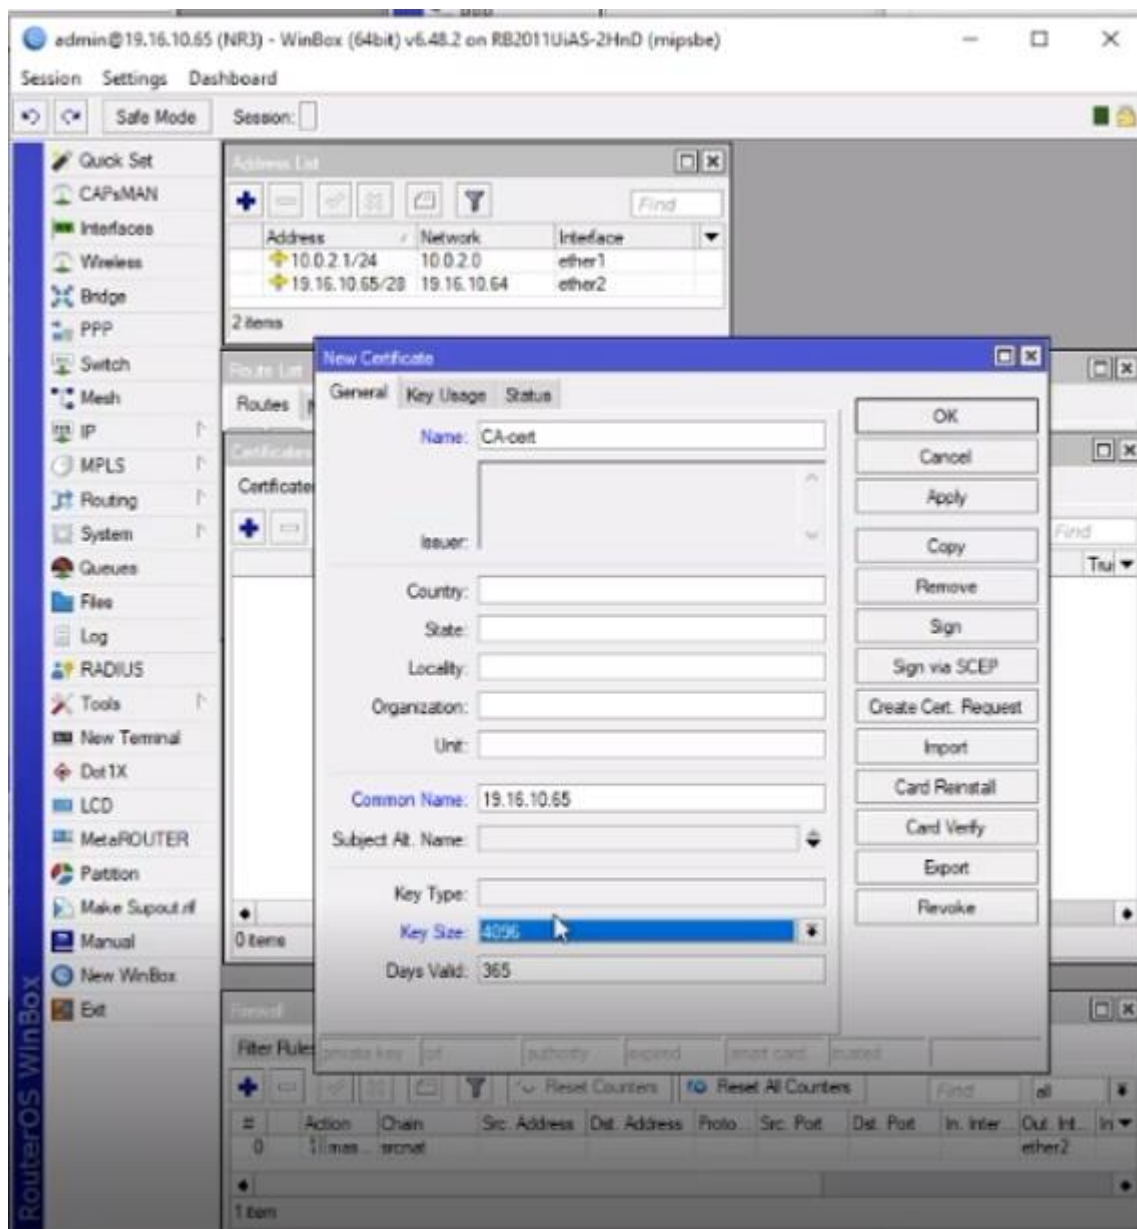 admin@19.16.10.65 (NR3) - WinBox (64bit) v6.48.2 on RB2011UiAS-2HnD (mipsbe)
Session Settings Dashboard
Safe Mode Session:
Quick Set
CAPsMAN
Interfaces
Wireless
Bridge
PPP
Switch
Mesh
IP
MPLS
Routing
System
Queues
Files
Log
RADIUS
Tools
New Terminal
Dot1X
LCD
MetaROUTER
Partition
Make Supout.rif
Manual
New WinBox
Exit
RouterOS WinBox
Address List
Find
Address Network Interface
10.0.2.1/24 10.0.2.0 ether1
19.16.10.65/28 19.16.10.64 ether2
2 items
Route List
Routes
Certificates
Certificates
Find
0 items
New Certificate
General Key Usage Status
Name: CA-cert
Issuer:
Country:
State:
Locality:
Organization:
Unit:
Common Name: 19.16.10.65
Subject Alt. Name:
Key Type:
Key Size: 4096
Days Valid: 365
private key crl authority expired smart card trusted
OK
Cancel
Apply
Copy
Remove
Sign
Sign via SCEP
Create Cert. Request
Import
Card Reinstall
Card Verify
Export
Revoke
Firewall
Filter Rules
Reset Counters Reset All Counters Find all
# Action Chain Src. Address Dst. Address Proto... Src. Port Dst. Port In. Inter... Out. Int... In
0 mas... srcnat ether2
1 item